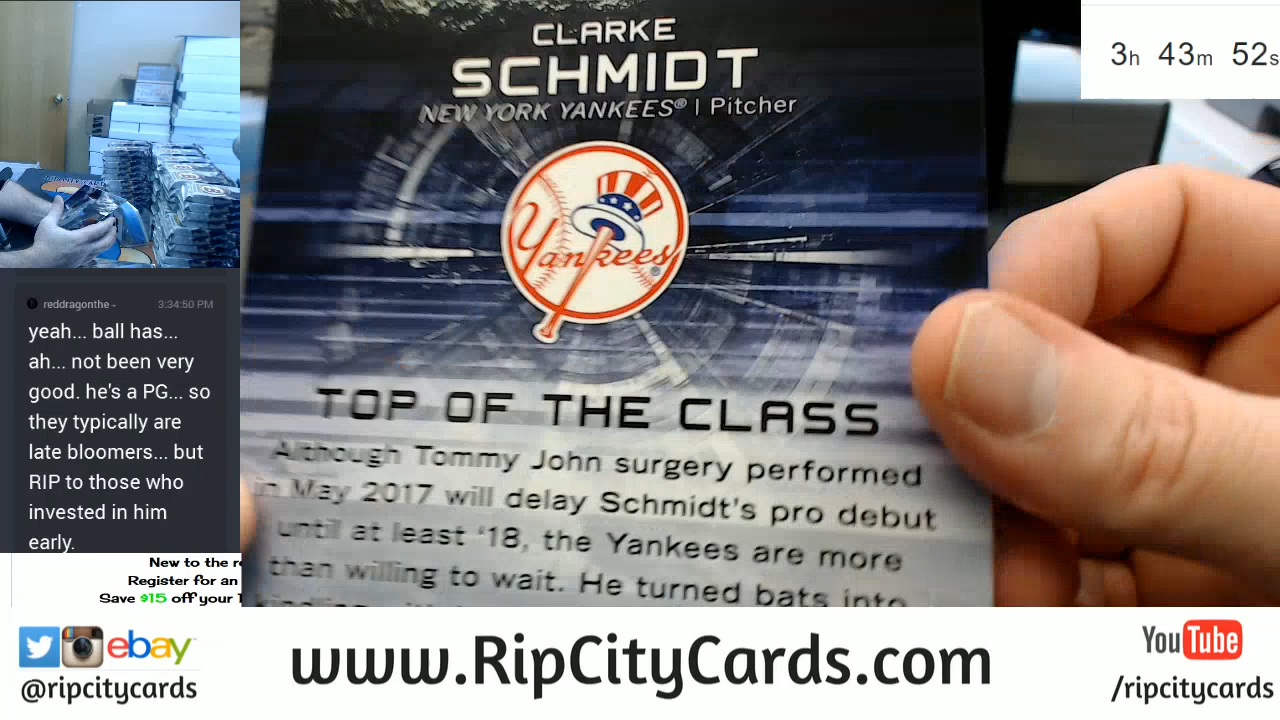 CLARKE
SCHMIDT
NEW YORK YANKEES® | Pitcher
Yankees®
TOP OF THE CLASS
Although Tommy John surgery performed
in May 2017 will delay Schmidt's pro debut
until at least '18, the Yankees are more
than willing to wait. He turned bats into
3h 43m 52s
reddragonthe - 3:34:50 PM
yeah... ball has...
ah... not been very
good. he's a PG... so
they typically are
late bloomers... but
RIP to those who
invested in him
early.
New to the r
Register for an
Save $15 off your
ebay
@ripcitycards
www.RipCityCards.com
YouTube
/ripcitycards